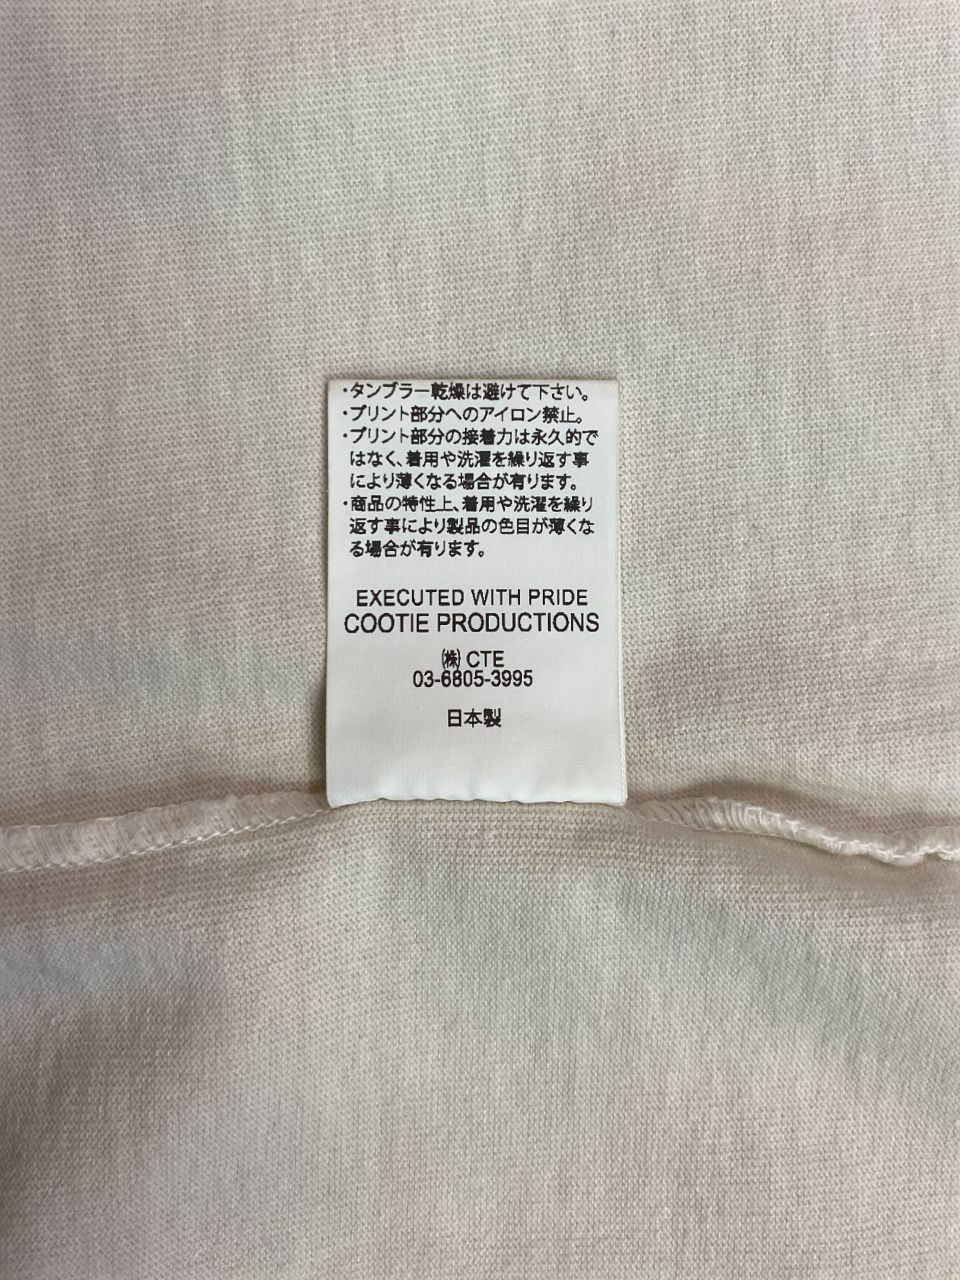 ・タンブラー乾燥は避けて下さい。
・プリント部分へのアイロン禁止。
・プリント部分の接着力は永久的で
はなく、着用や洗濯を繰り返す事
により薄くなる場合が有ります。
・商品の特性上、着用や洗濯を繰り
返す事により製品の色目が薄くな
る場合が有ります。
EXECUTED WITH PRIDE
COOTIE PRODUCTIONS
㈱ CTE
03-6805-3995
日本製